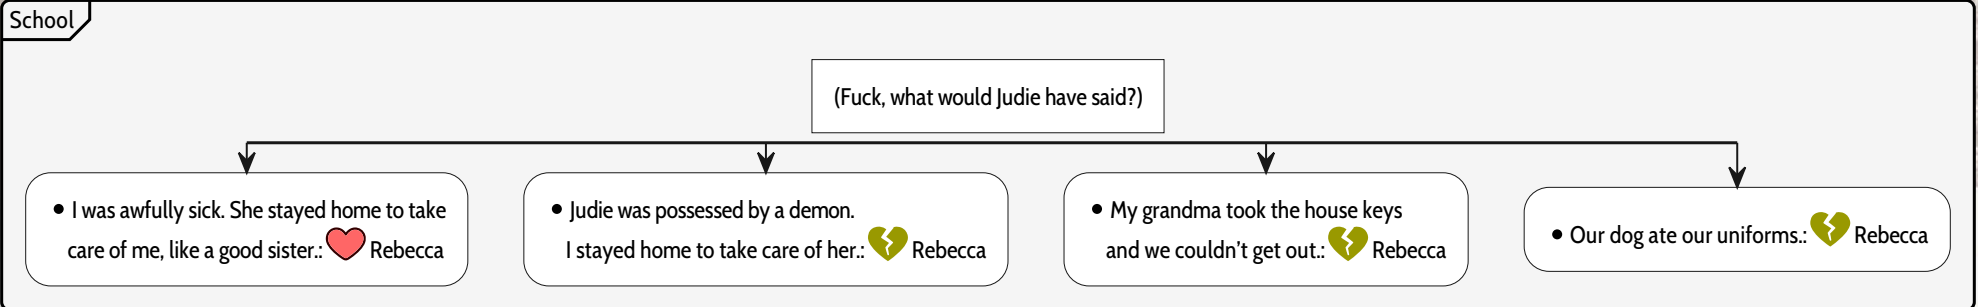 School
(Fuck, what would Judie have said?)
• I was awfully sick. She stayed home to take
care of me, like a good sister.: Rebecca
• Judie was possessed by a demon.
I stayed home to take care of her.: Rebecca
• My grandma took the house keys
and we couldn't get out.: Rebecca
• Our dog ate our uniforms.: Rebecca